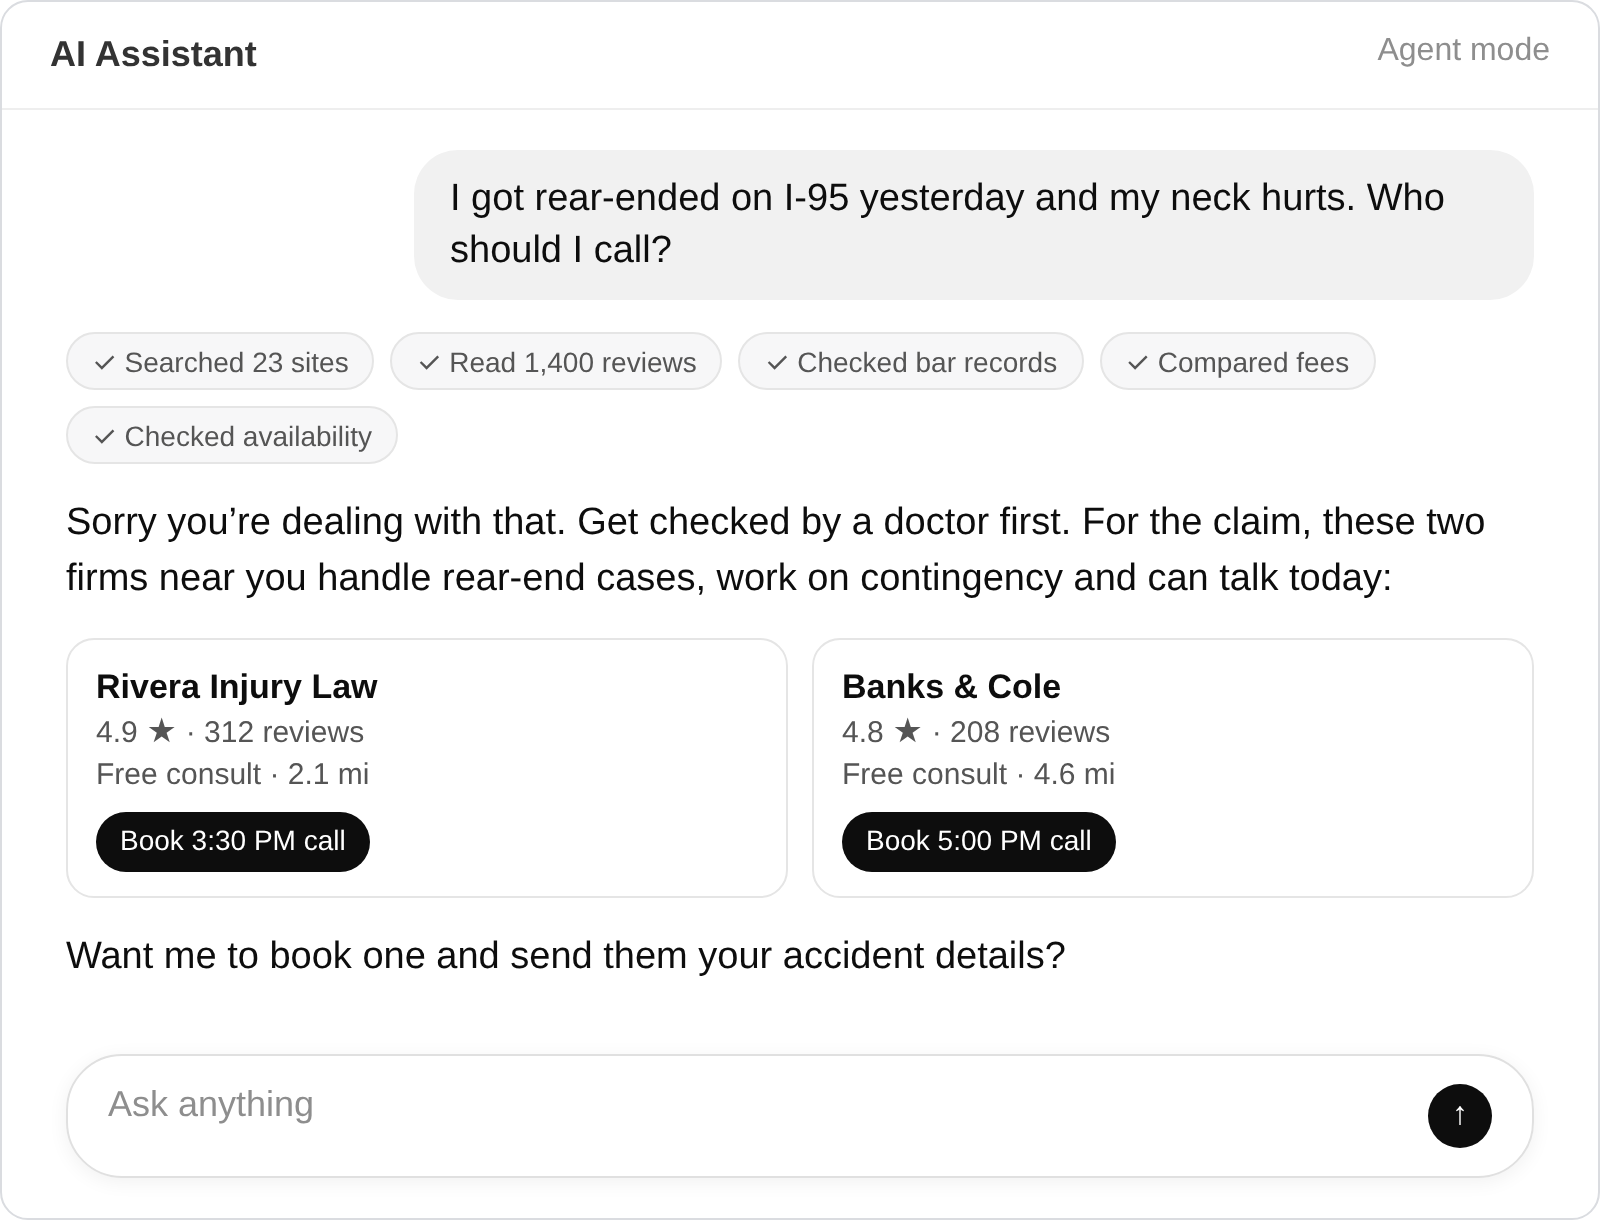 AI Assistant
Agent mode
I got rear-ended on I-95 yesterday and my neck hurts. Who
should I call?
✓ Searched 23 sites
✓ Read 1,400 reviews
✓ Checked bar records
✓ Compared fees
✓ Checked availability
Sorry you’re dealing with that. Get checked by a doctor first. For the claim, these two
firms near you handle rear-end cases, work on contingency and can talk today:
Rivera Injury Law
4.9 ★ · 312 reviews
Free consult · 2.1 mi
Book 3:30 PM call
Banks & Cole
4.8 ★ · 208 reviews
Free consult · 4.6 mi
Book 5:00 PM call
Want me to book one and send them your accident details?
Ask anything
↑